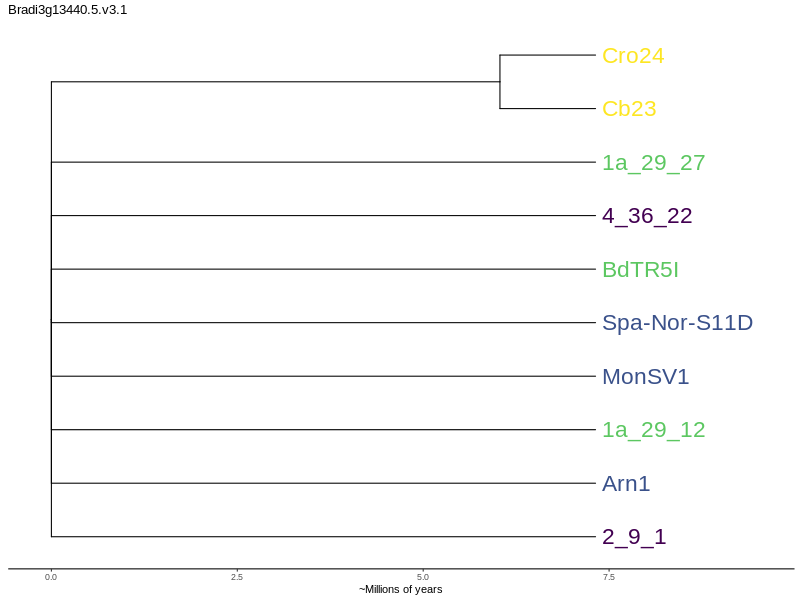 Bradi3g13440.5.v3.1
Cro24
Cb23
1a_29_27
4_36_22
BdTR5I
Spa-Nor-S11D
MonSV1
1a_29_12
Arn1
2_9_1
0.0 2.5 5.0 7.5
~Millions of years